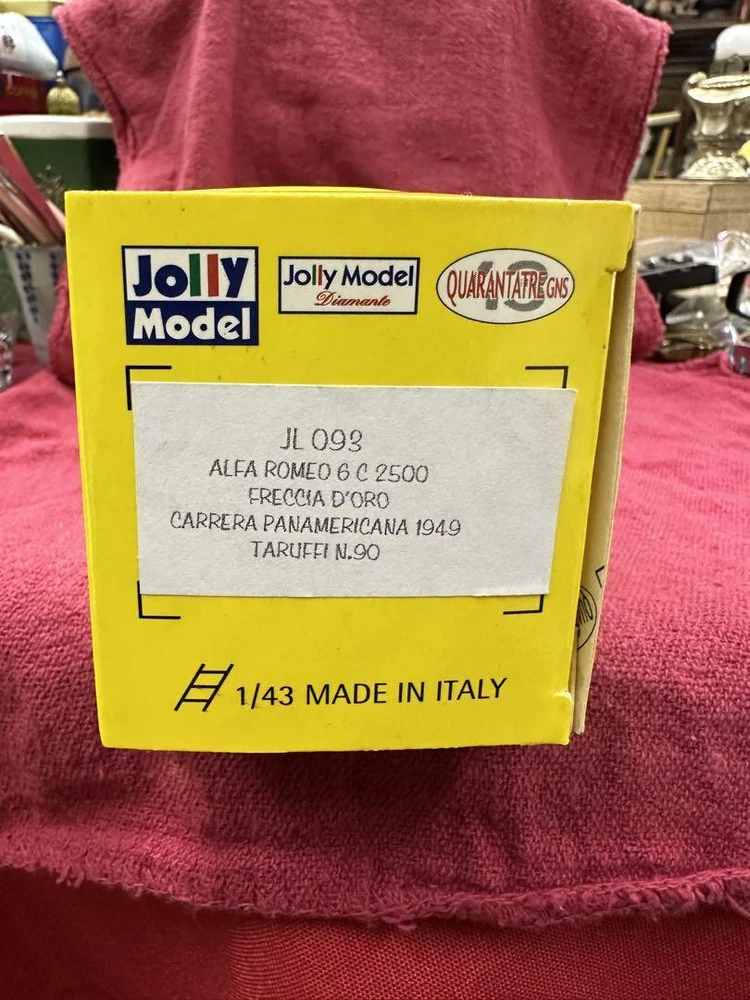 Jolly
Model
Jolly Model
Diamante
43
QUARANTATRE GNS
JL 093
ALFA ROMEO 6 C 2500
FRECCIA D'ORO
CARRERA PANAMERICANA 1949
TARUFFI N.90
1/43 MADE IN ITALY